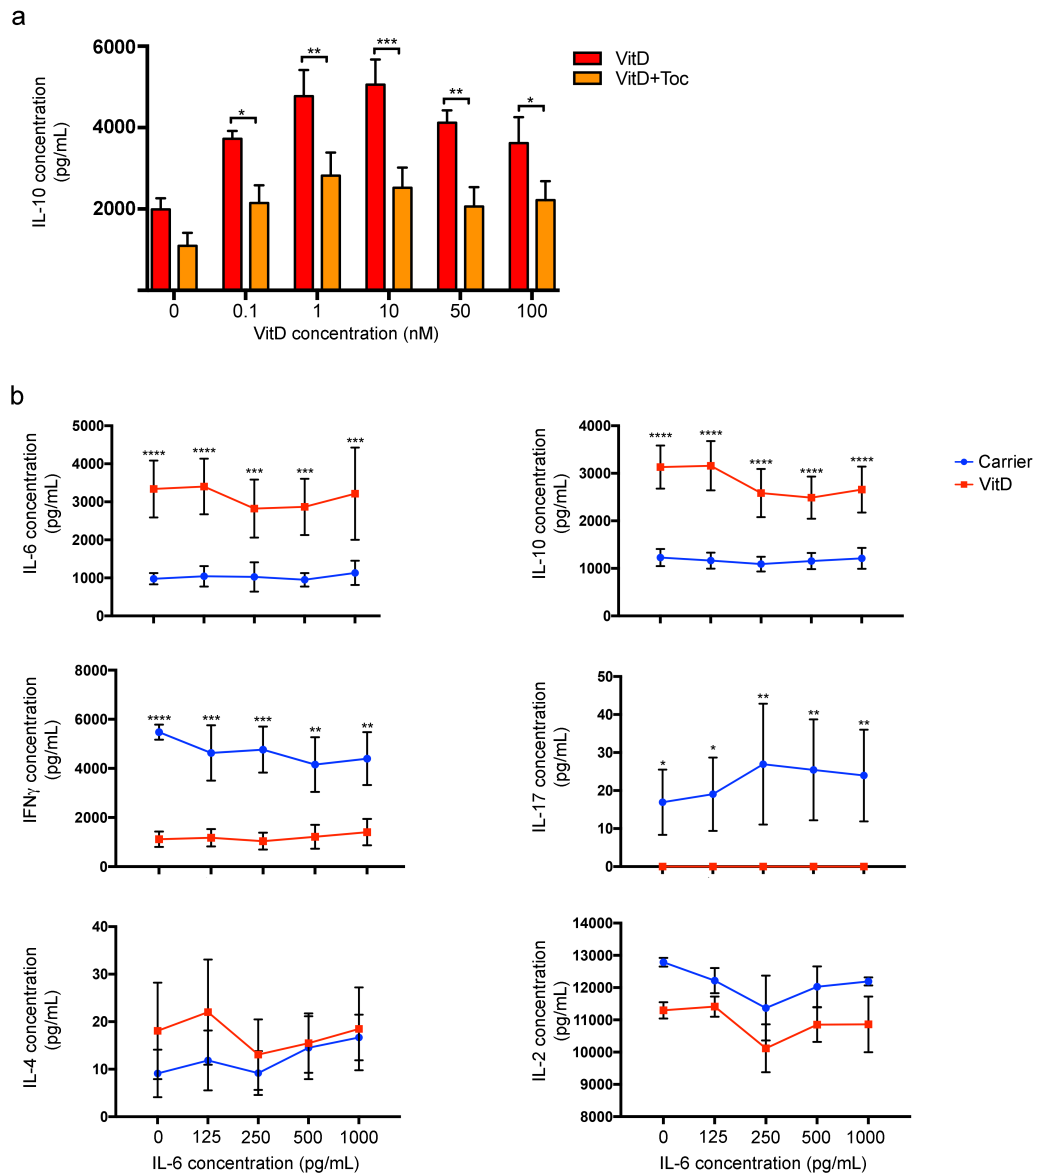 a
IL-10 concentration
(pg/mL)
6000
4000
2000
*
**
***
**
*
VitD
VitD+Toc
0 0.1 1 10 50 100
VitD concentration (nM)
b
IL-6 concentration
(pg/mL)
5000
4000
3000
2000
1000
0
**** **** *** *** ***
IL-10 concentration
(pg/mL)
4000
3000
2000
1000
0
**** **** **** **** ****
Carrier
VitD
IFNγ concentration
(pg/mL)
8000
6000
4000
2000
0
**** *** *** ** **
IL-17 concentration
(pg/mL)
50
40
30
20
10
0
* * ** ** **
IL-4 concentration
(pg/mL)
40
30
20
10
0
0 125 250 500 1000
IL-6 concentration (pg/mL)
IL-2 concentration
(pg/mL)
14000
13000
12000
11000
10000
9000
8000
0 125 250 500 1000
IL-6 concentration (pg/mL)